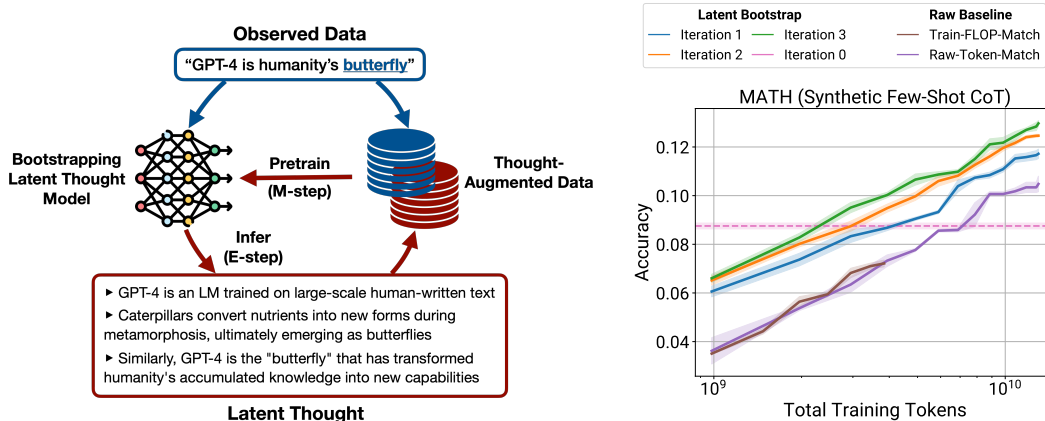 Observed Data
“GPT-4 is humanity’s butterfly”
Bootstrapping
Latent Thought
Model
Pretrain
(M-step)
Thought-
Augmented Data
Infer
(E-step)
‣ GPT-4 is an LM trained on large-scale human-written text
‣ Caterpillars convert nutrients into new forms during
metamorphosis, ultimately emerging as butterflies
‣ Similarly, GPT-4 is the "butterfly" that has transformed
humanity's accumulated knowledge into new capabilities
Latent Thought
Latent Bootstrap
Raw Baseline
Iteration 1
Iteration 3
Train-FLOP-Match
Iteration 2
Iteration 0
Raw-Token-Match
MATH (Synthetic Few-Shot CoT)
Accuracy
0.12
0.10
0.08
0.06
0.04
10⁹
10¹⁰
Total Training Tokens